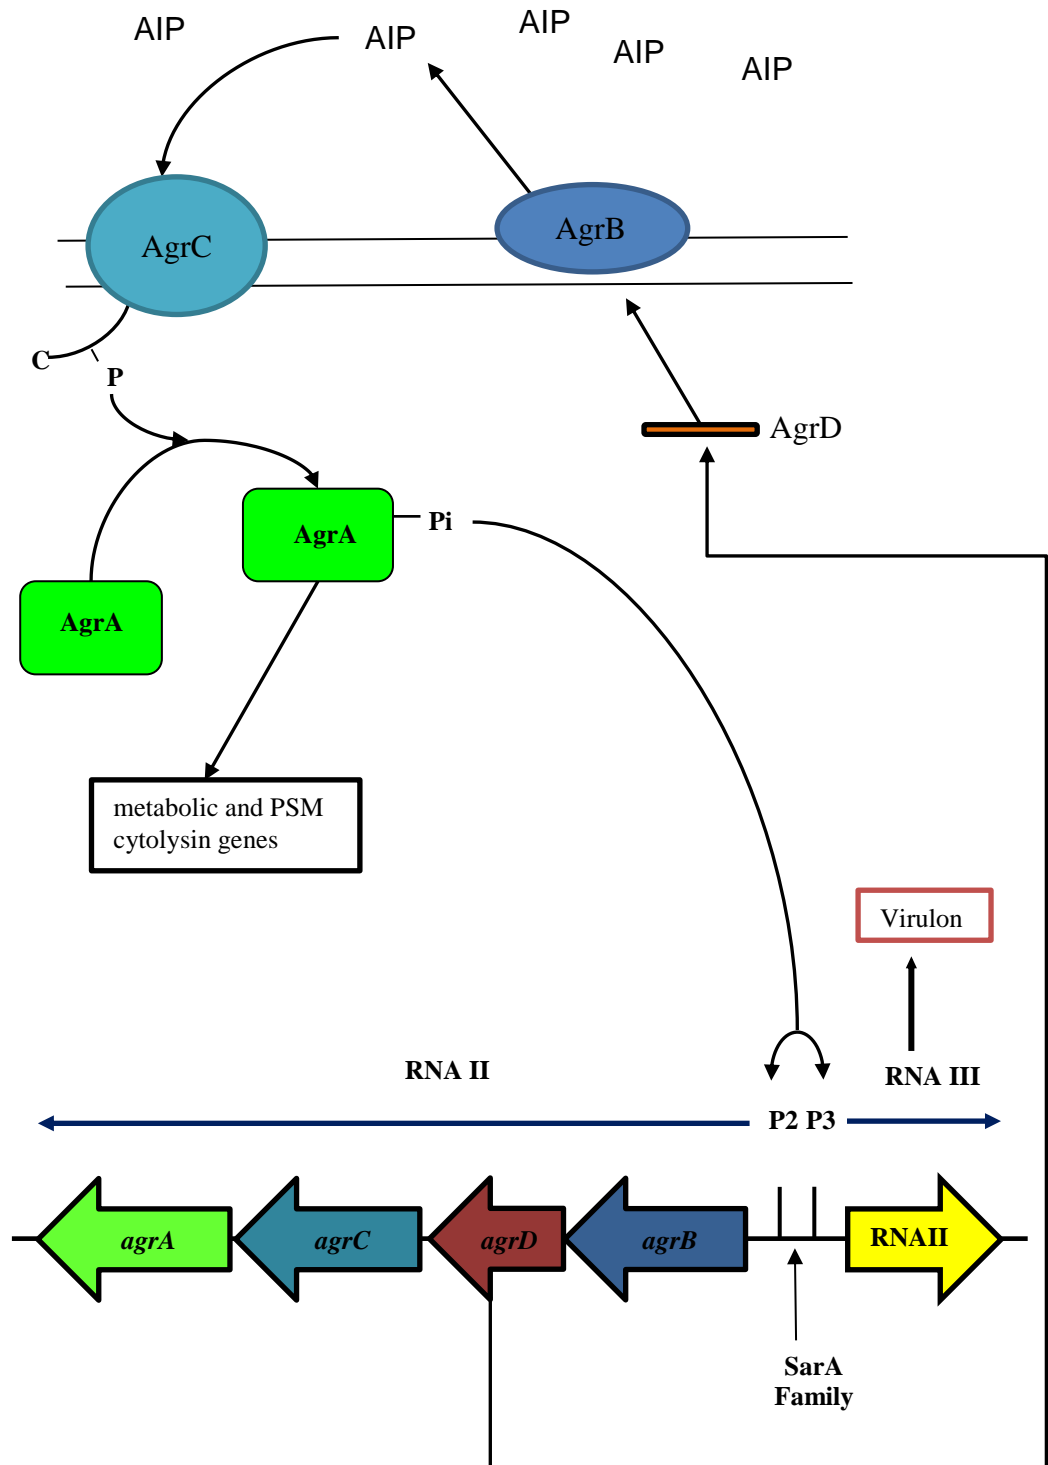 AIP
AIP
AIP
AIP
AIP
AgrC
AgrB
C
P
AgrD
AgrA
Pi
AgrA
metabolic and PSM
cytolysin genes
Virulon
RNA II
RNA III
P2 P3
agrA
agrC
agrD
agrB
RNAII
SarA
Family